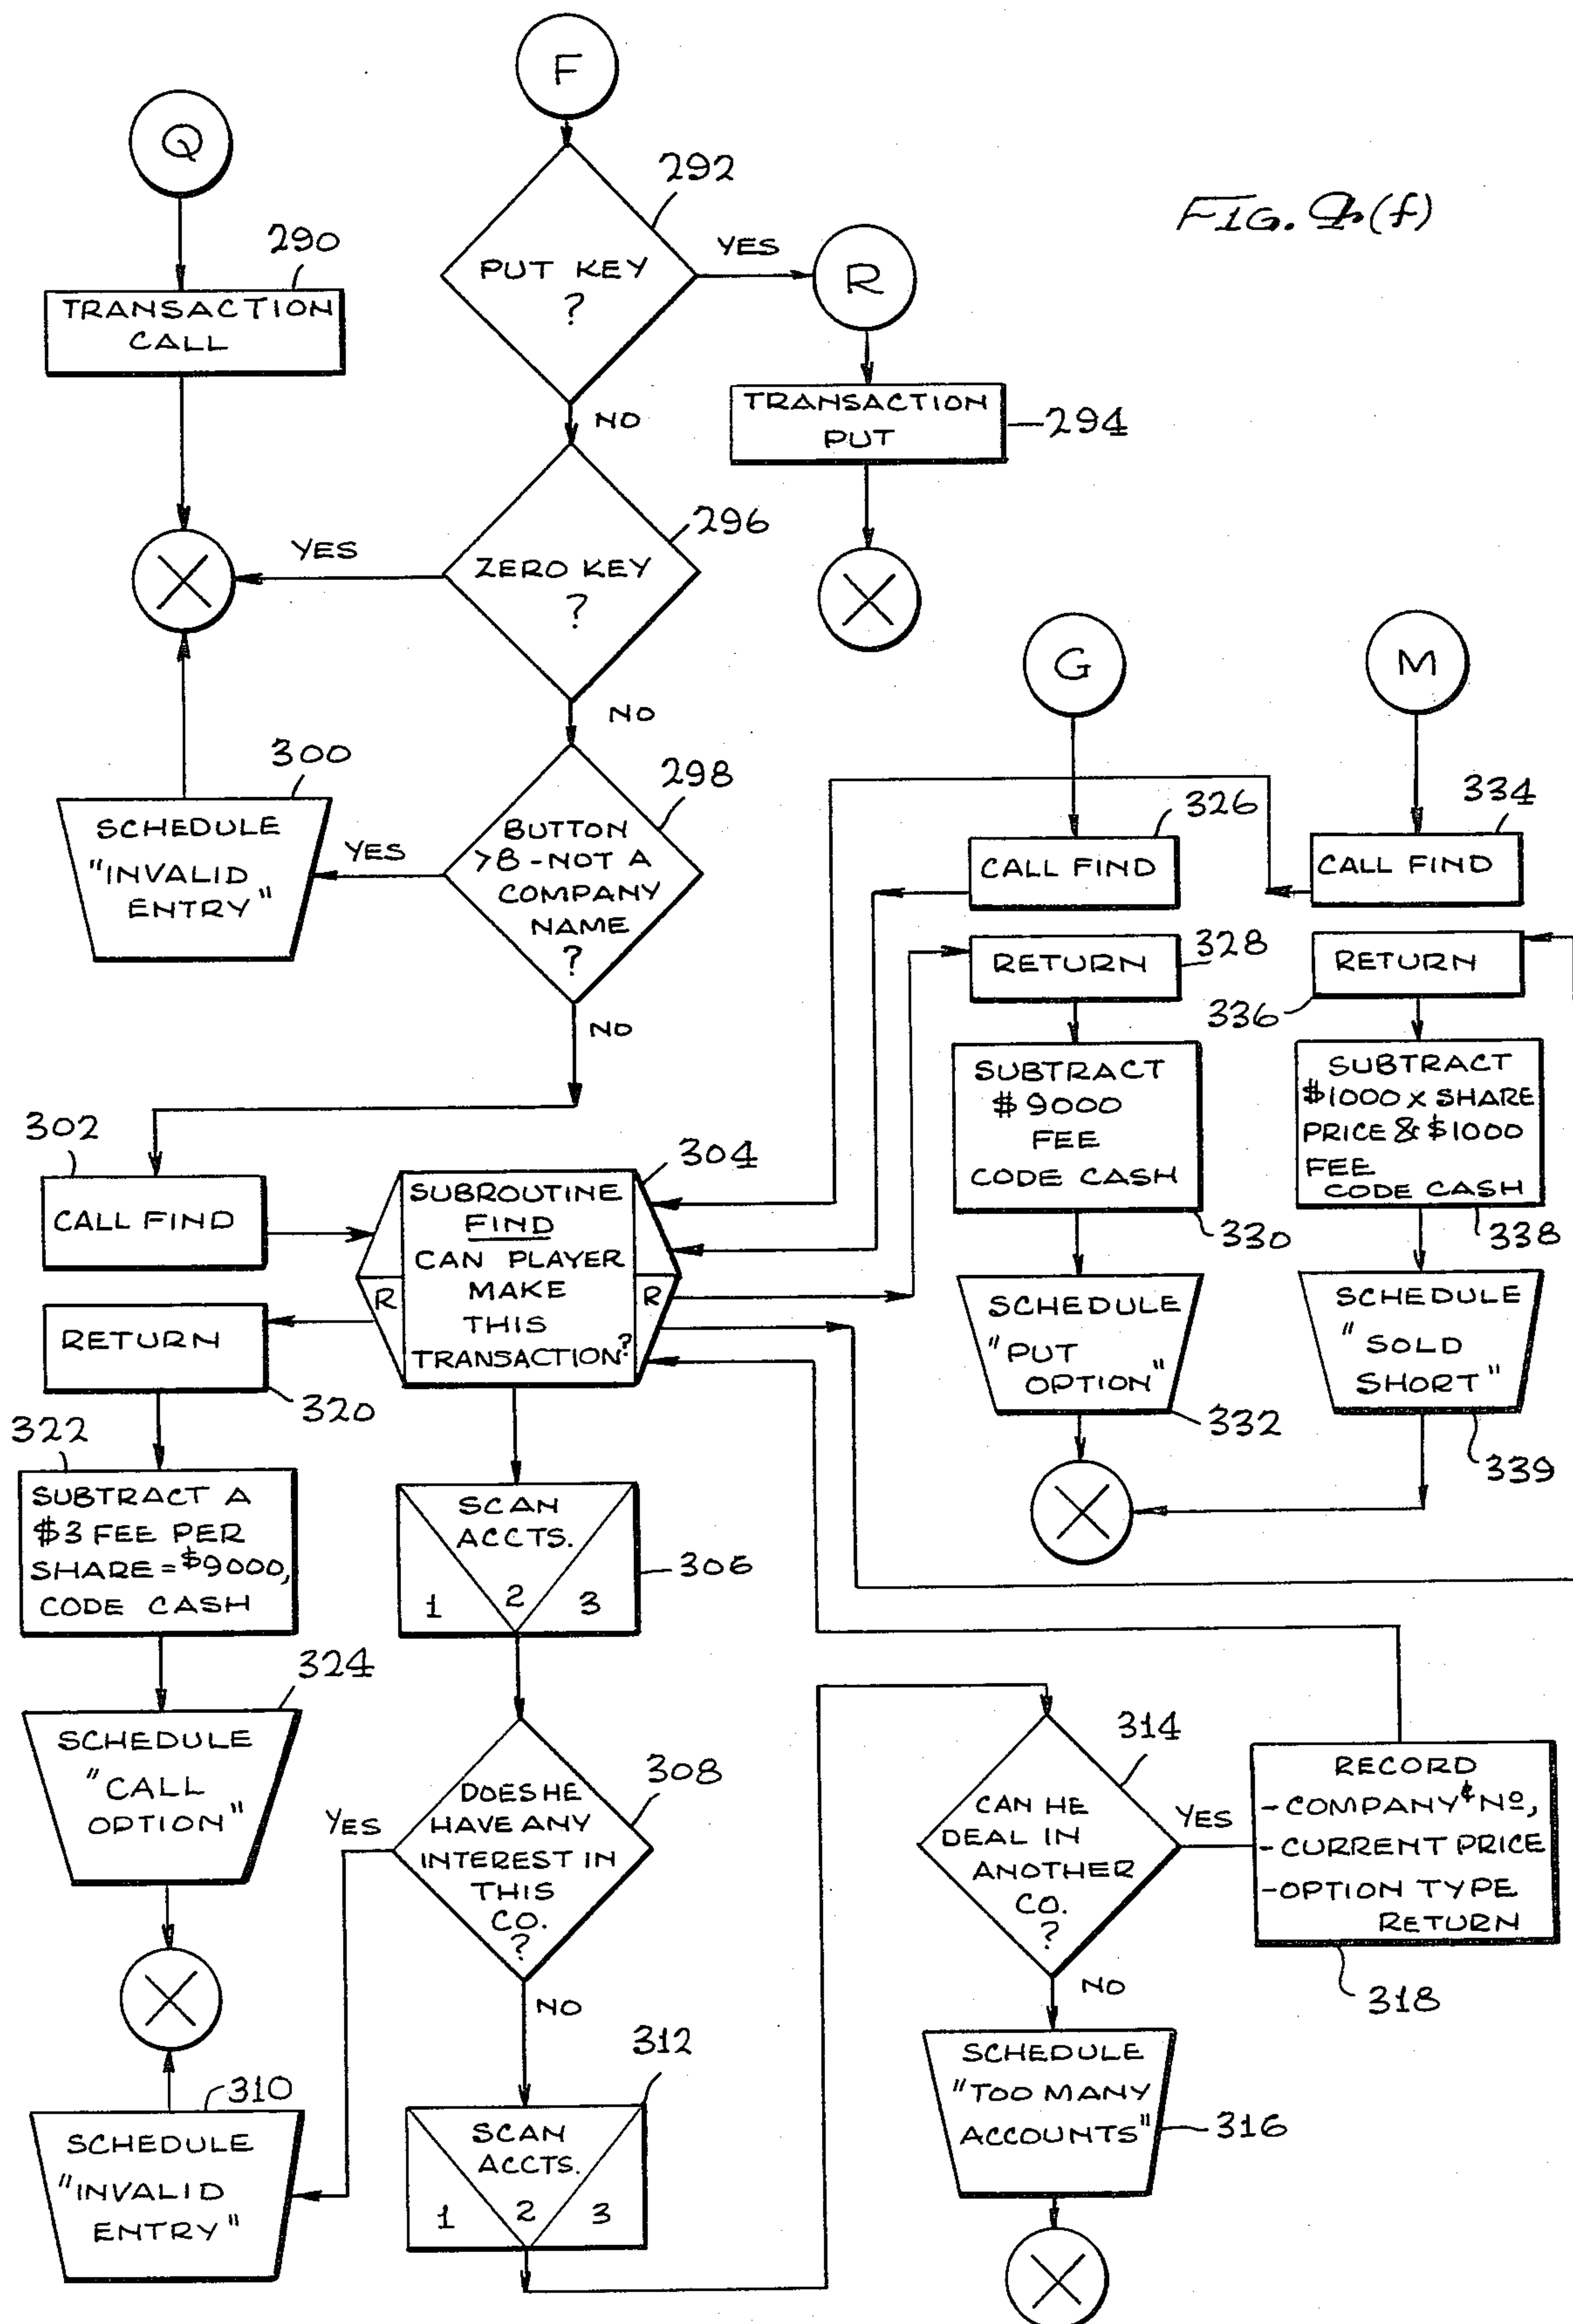 F
Q
292
FIG. 9(f)
290
PUT KEY
?
YES
R
TRANSACTION
CALL
NO
TRANSACTION
PUT
294
296
YES
ZERO KEY
?
G
M
NO
300
298
SCHEDULE
"INVALID
ENTRY"
YES
BUTTON
>8-NOT A
COMPANY
NAME
?
326
CALL FIND
334
CALL FIND
328
RETURN
RETURN
336
NO
SUBTRACT
$9000
FEE
CODE CASH
330
SUBTRACT
$1000 X SHARE
PRICE & $1000
FEE
CODE CASH
338
302
CALL FIND
304
SUBROUTINE
FIND
CAN PLAYER
MAKE
THIS
TRANSACTION?
R
R
SCHEDULE
"PUT
OPTION"
332
SCHEDULE
"SOLD
SHORT"
339
RETURN
320
322
SUBTRACT A
$3 FEE PER
SHARE=$9000,
CODE CASH
SCAN
ACCTS.
1 2 3
306
324
SCHEDULE
"CALL
OPTION"
308
DOES HE
HAVE ANY
INTEREST IN
THIS
CO.
?
YES
NO
314
CAN HE
DEAL IN
ANOTHER
CO.
?
YES
RECORD
-COMPANY & NO,
-CURRENT PRICE
-OPTION TYPE
RETURN
318
NO
310
SCHEDULE
"INVALID
ENTRY"
312
SCAN
ACCTS.
1 2 3
SCHEDULE
"TOO MANY
ACCOUNTS"
316